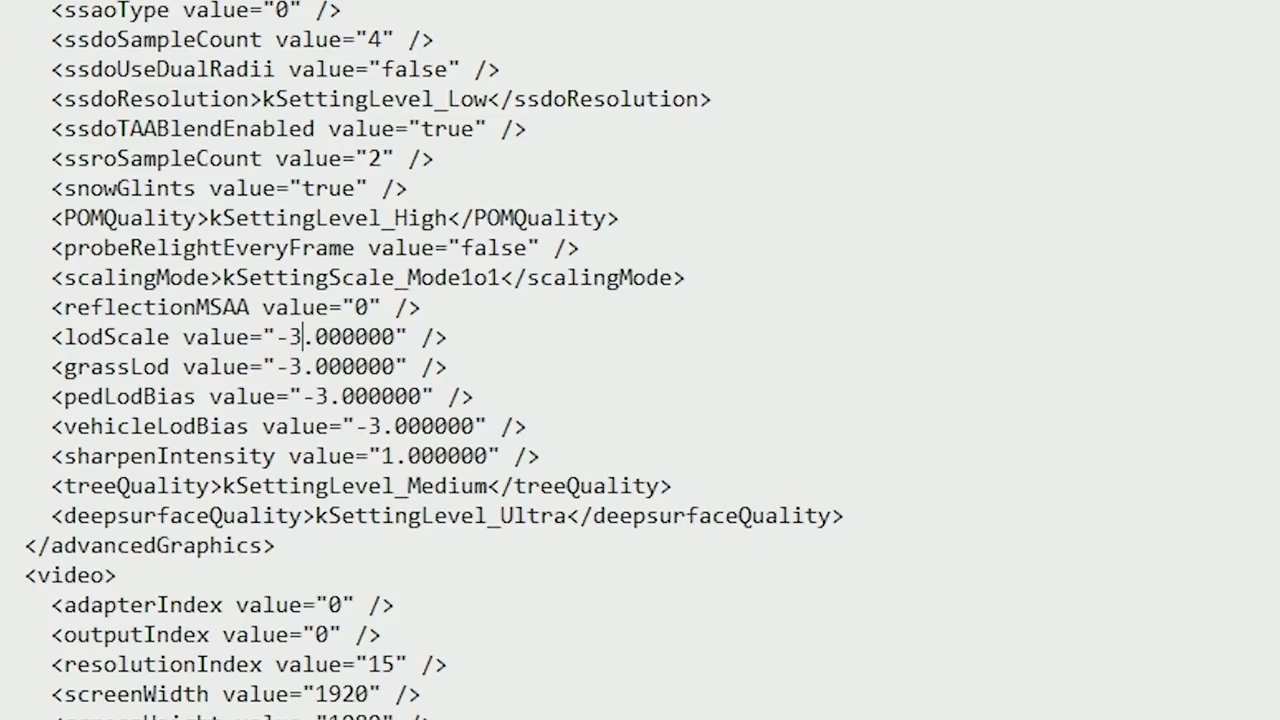 <ssaoType value="0" />
<ssdoSampleCount value="4" />
<ssdoUseDualRadii value="false" />
<ssdoResolution>kSettingLevel_Low</ssdoResolution>
<ssdoTAABlendEnabled value="true" />
<ssroSampleCount value="2" />
<snowGlints value="true" />
<POMQuality>kSettingLevel_High</POMQuality>
<probeRelightEveryFrame value="false" />
<scalingMode>kSettingScale_Mode1o1</scalingMode>
<reflectionMSAA value="0" />
<lodScale value="-3.000000" />
<grassLod value="-3.000000" />
<pedLodBias value="-3.000000" />
<vehicleLodBias value="-3.000000" />
<sharpenIntensity value="1.000000" />
<treeQuality>kSettingLevel_Medium</treeQuality>
<deepsurfaceQuality>kSettingLevel_Ultra</deepsurfaceQuality>
</advancedGraphics>
<video>
<adapterIndex value="0" />
<outputIndex value="0" />
<resolutionIndex value="15" />
<screenWidth value="1920" />